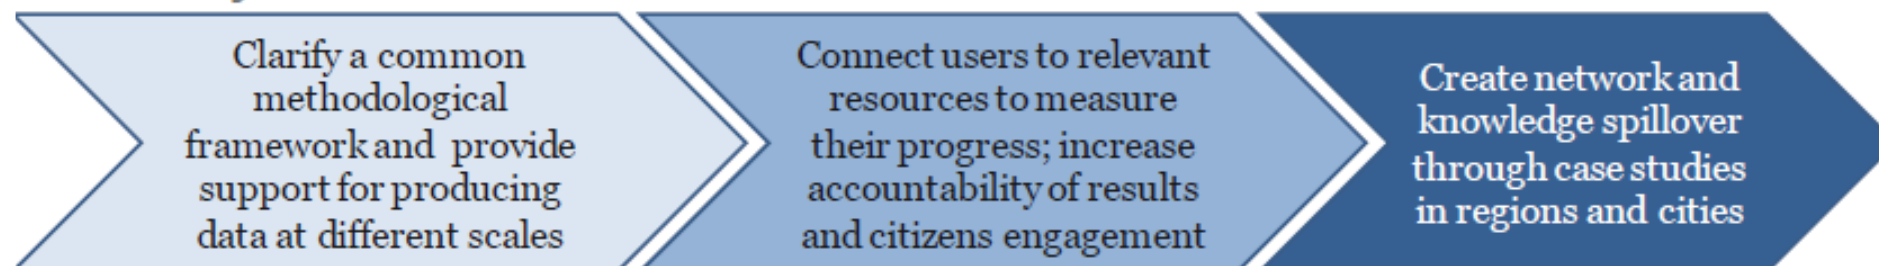 Clarify a common
methodological
framework and provide
support for producing
data at different scales
Connect users to relevant
resources to measure
their progress; increase
accountability of results
and citizens engagement
Create network and
knowledge spillover
through case studies
in regions and cities